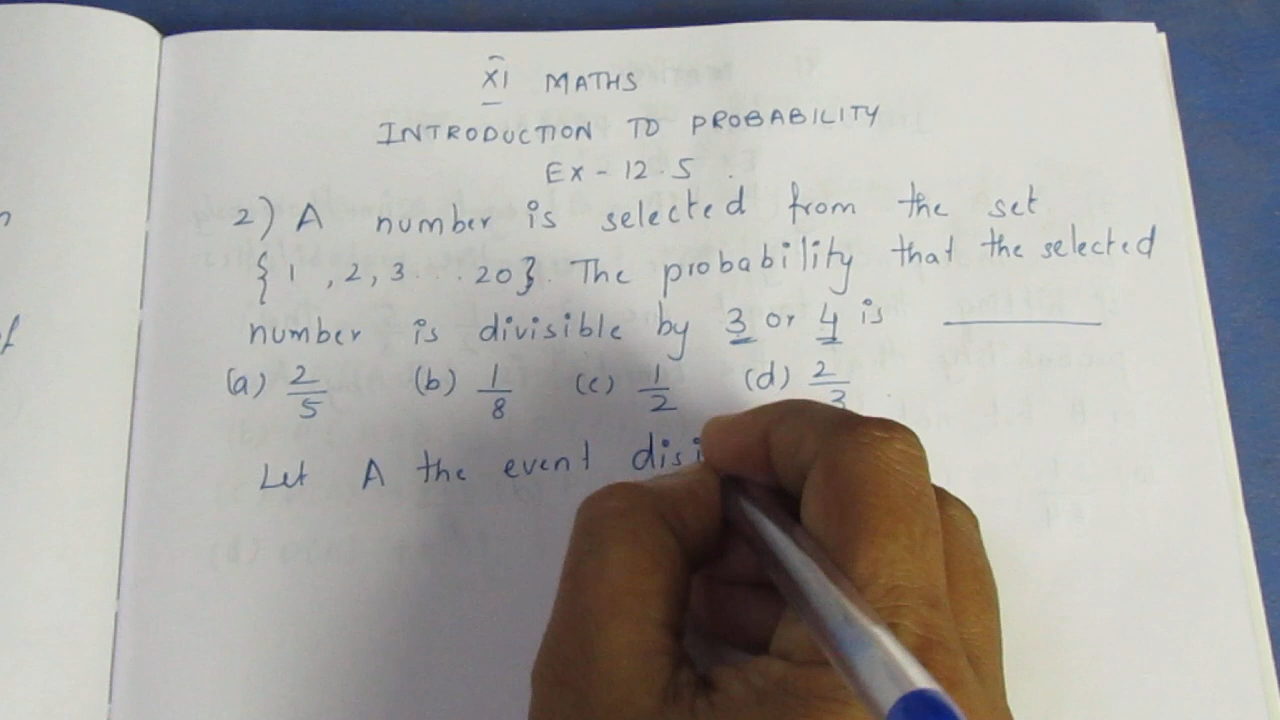 XI MATHS
INTRODUCTION TO PROBABILITY
EX - 12.5
2) A number is selected from the set
{1, 2, 3 ... 20}. The probability that the selected
number is divisible by 3 or 4 is ________
(a) 2/5 (b) 1/8 (c) 1/2 (d) 2/3
Let A the event disi